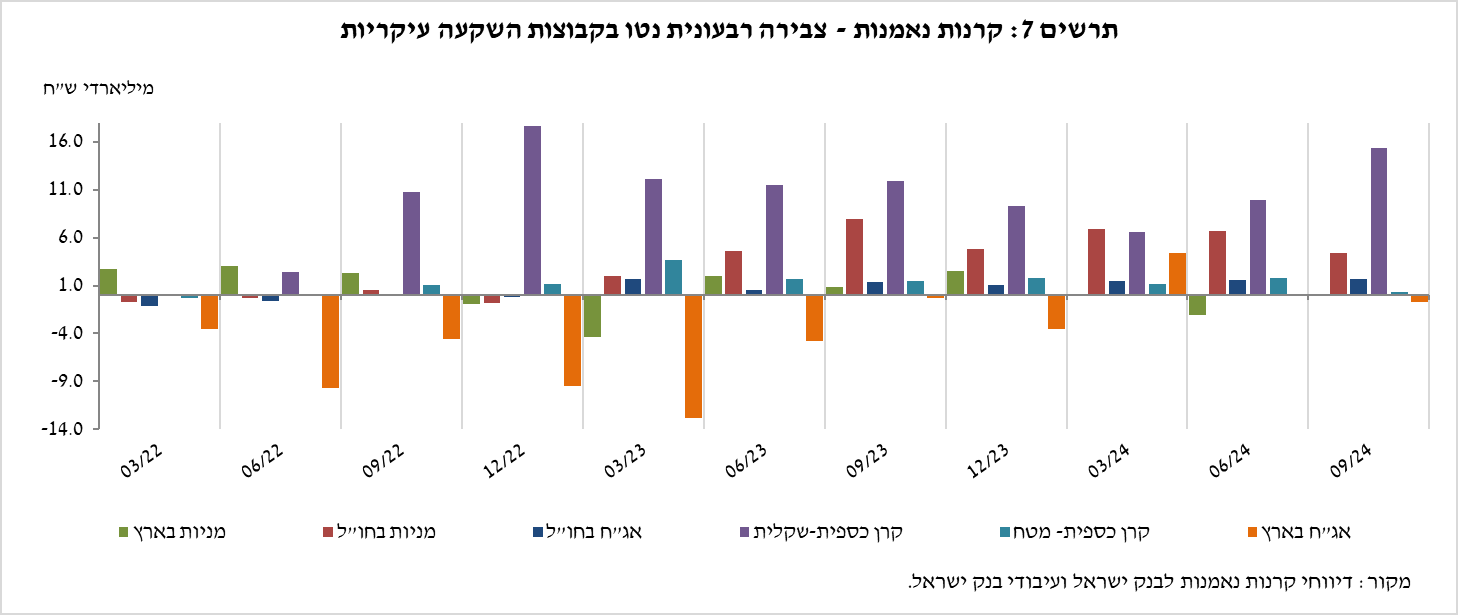 תרשים 7: קרנות נאמנות - צבירה רבעונית נטו בקבוצות השקעה עיקריות
מיליארדי ש״ח
16.0
11.0
6.0
1.0
-4.0
-9.0
-14.0
03/22 06/22 09/22 12/22 03/23 06/23 09/23 12/23 03/24 06/24 09/24
מניות בארץ מניות בחו״ל אג״ח בחו״ל קרן כספית-שקלית קרן כספית- מטח אג״ח בארץ
מקור: דיווחי קרנות נאמנות לבנק ישראל ועיבודי בנק ישראל.